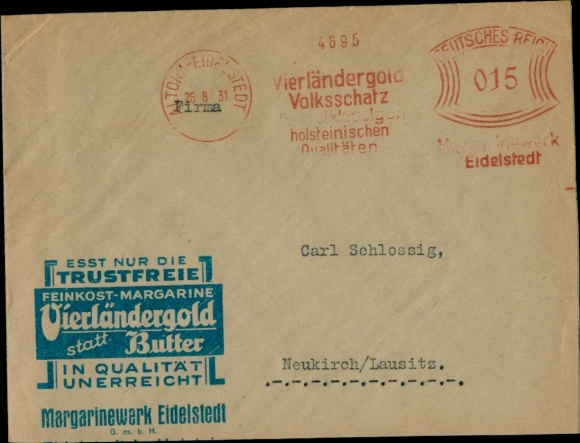 4695
ALTONA-EIDELSTEDT
26.8.31
Vierländergold
Volksschatz
holsteinischen
Qualitäten
DEUTSCHES REICH
015
Margarinewerk
Eidelstedt
Firma
Carl Schlossig,
Neukirch/Lausitz.
ESST NUR DIE
TRUSTFREIE
FEINKOST-MARGARINE
Vierländergold
statt Butter
IN QUALITÄT
UNERREICHT
Margarinewerk Eidelstedt
G. m. b. H.